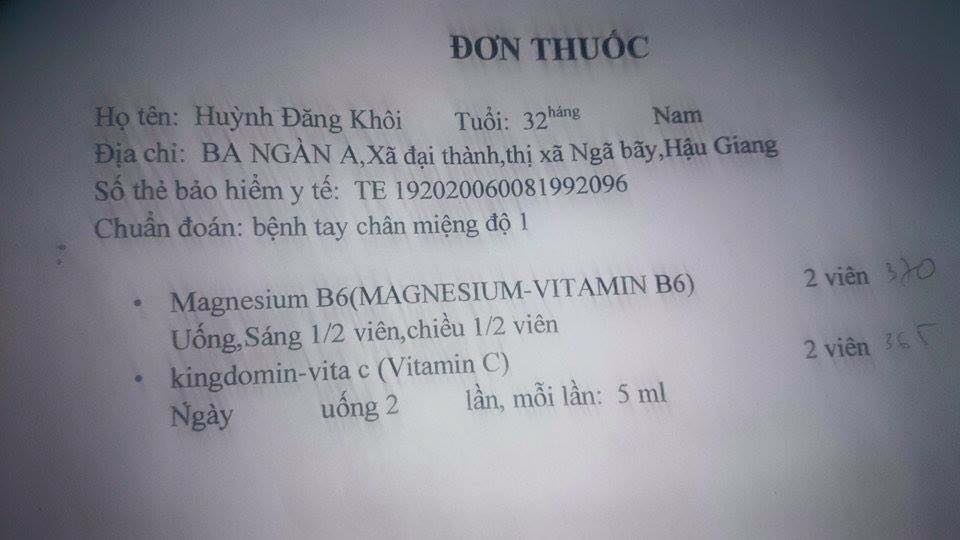 ĐƠN THUỐC
Họ tên: Huỳnh Đăng Khôi Tuổi: 32háng Nam
Địa chỉ: BA NGÀN A,Xã đại thành,thị xã Ngã bãy,Hậu Giang
Số thẻ bảo hiểm y tế: TE 192020060081992096
Chuẩn đoán: bệnh tay chân miệng độ 1
• Magnesium B6(MAGNESIUM-VITAMIN B6) 2 viên 320
Uống,Sáng 1/2 viên,chiều 1/2 viên
• kingdomin-vita c (Vitamin C) 2 viên 365
Ngày uống 2 lần, mỗi lần: 5 ml